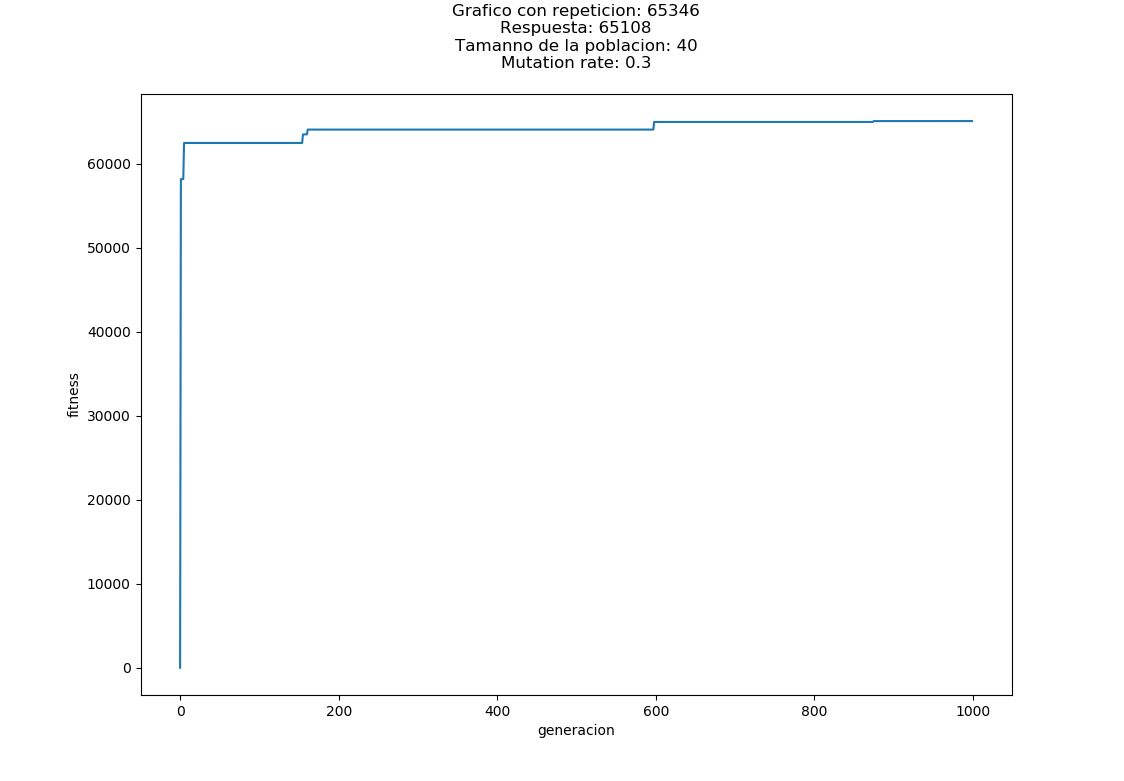 Grafico con repeticion: 65346
Respuesta: 65108
Tamanno de la poblacion: 40
Mutation rate: 0.3
60000
50000
40000
30000
20000
10000
0
fitness
0 200 400 600 800 1000
generacion